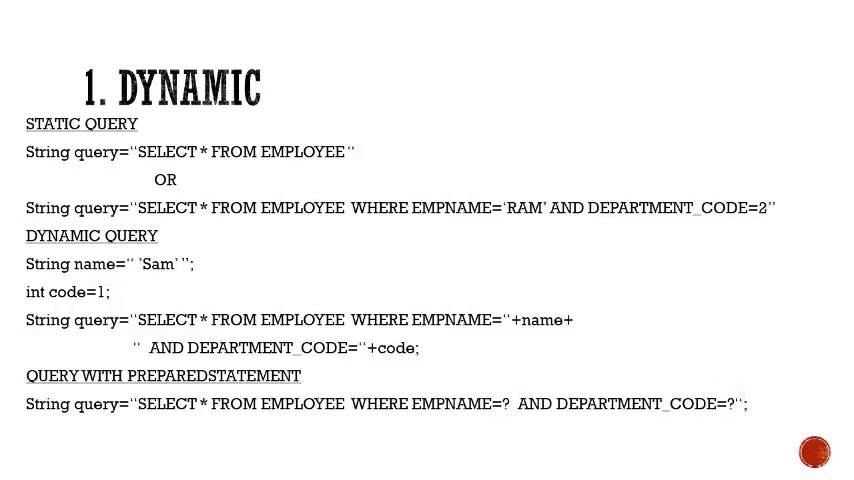 1. DYNAMIC
STATIC QUERY
String query=“SELECT * FROM EMPLOYEE “
OR
String query=“SELECT * FROM EMPLOYEE WHERE EMPNAME=‘RAM’ AND DEPARTMENT_CODE=2”
DYNAMIC QUERY
String name=“ ’Sam’ ”;
int code=1;
String query=“SELECT * FROM EMPLOYEE WHERE EMPNAME=“+name+
“ AND DEPARTMENT_CODE=“+code;
QUERY WITH PREPAREDSTATEMENT
String query=“SELECT * FROM EMPLOYEE WHERE EMPNAME=? AND DEPARTMENT_CODE=?“;